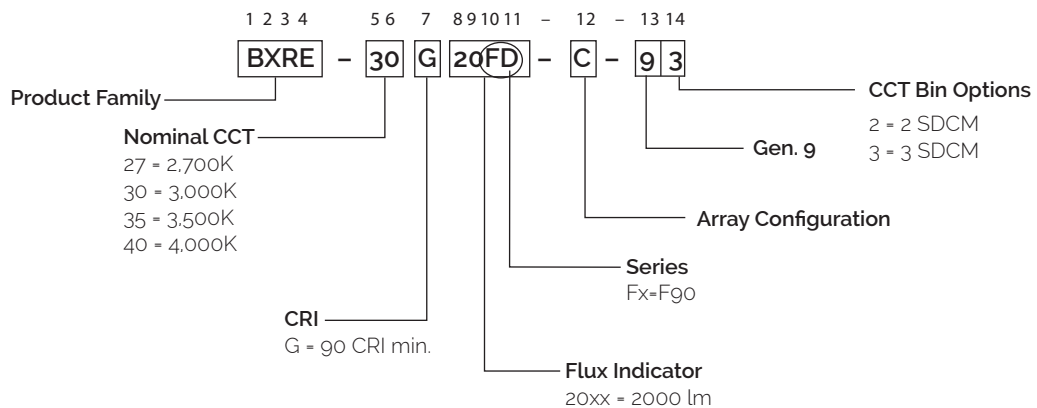 1 2 3 4 5 6 7 8 9 10 11 – 12 – 13 14
BXRE – 30 G 20FD – C – 9 3
Product Family
CCT Bin Options
2 = 2 SDCM
3 = 3 SDCM
Nominal CCT
27 = 2,700K
30 = 3,000K
35 = 3,500K
40 = 4,000K
Gen. 9
Array Configuration
Series
Fx=F90
CRI
G = 90 CRI min.
Flux Indicator
20xx = 2000 lm